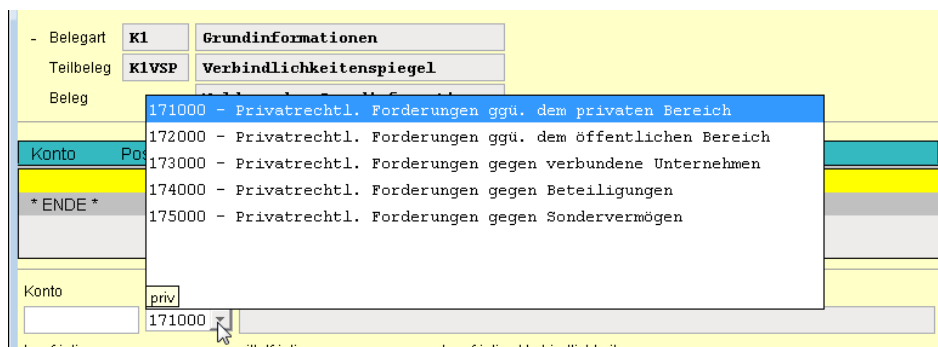 - Belegart K1 Grundinformationen
Teilbeleg K1VSP Verbindlichkeitenspiegel
Beleg
171000 - Privatrechtl. Forderungen ggü. dem privaten Bereich
172000 - Privatrechtl. Forderungen ggü. dem öffentlichen Bereich
Konto Pos
173000 - Privatrechtl. Forderungen gegen verbundene Unternehmen
174000 - Privatrechtl. Forderungen gegen Beteiligungen
* ENDE *
175000 - Privatrechtl. Forderungen gegen Sondervermögen
Konto
priv
171000